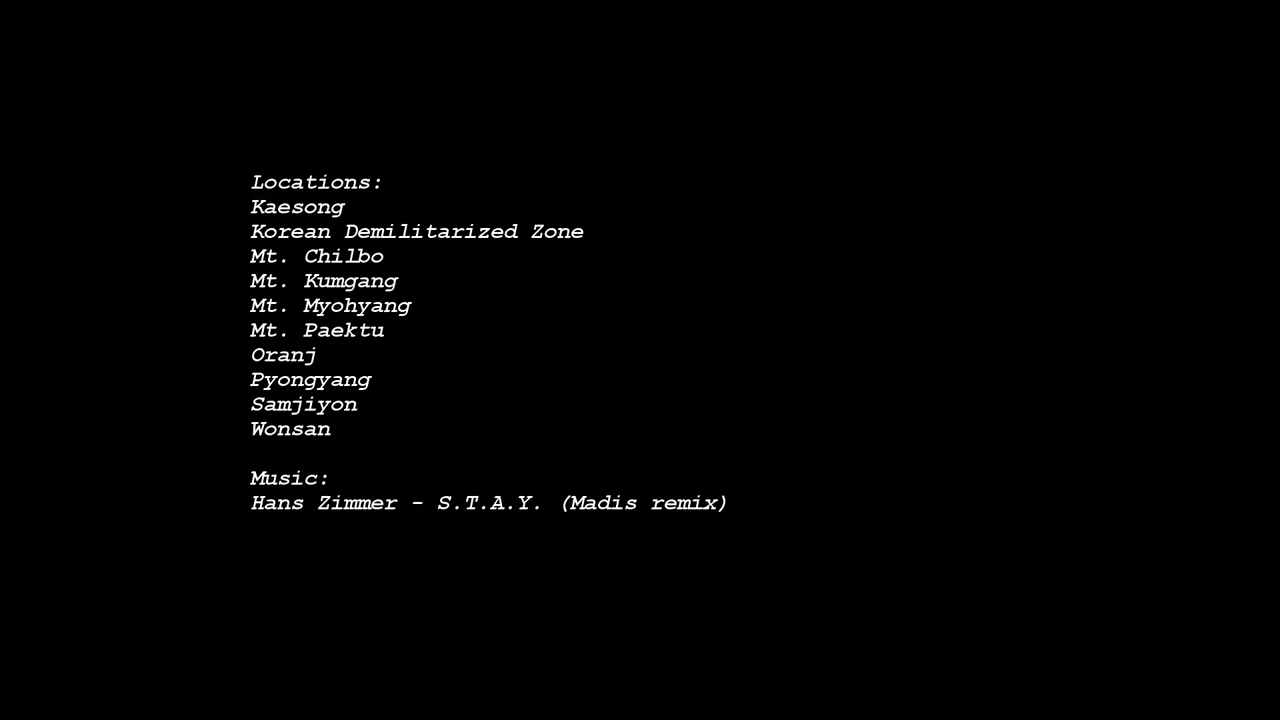 Locations:
Kaesong
Korean Demilitarized Zone
Mt. Chilbo
Mt. Kumgang
Mt. Myohyang
Mt. Paektu
Oranj
Pyongyang
Samjiyon
Wonsan
Music:
Hans Zimmer - S.T.A.Y. (Madis remix)